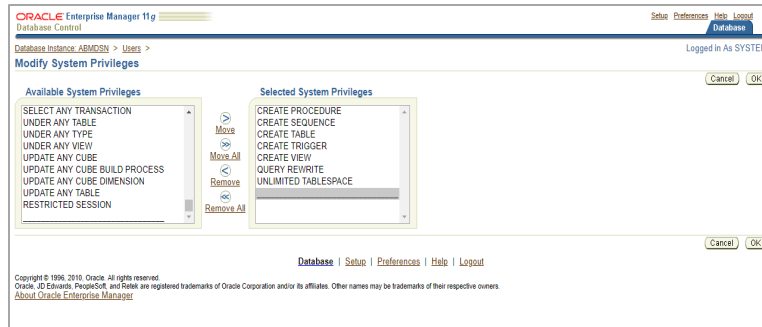 ORACLE Enterprise Manager 11g
Database Control
Setup Preferences Help Logout
Database
Database Instance: ABMDSN > Users >
Logged in As SYSTE
Modify System Privileges
Cancel OK
Available System Privileges
SELECT ANY TRANSACTION
UNDER ANY TABLE
UNDER ANY TYPE
UNDER ANY VIEW
UPDATE ANY CUBE
UPDATE ANY CUBE BUILD PROCESS
UPDATE ANY CUBE DIMENSION
UPDATE ANY TABLE
RESTRICTED SESSION
Move
Move All
Remove
Remove All
Selected System Privileges
CREATE PROCEDURE
CREATE SEQUENCE
CREATE TABLE
CREATE TRIGGER
CREATE VIEW
QUERY REWRITE
UNLIMITED TABLESPACE
Cancel OK
Database | Setup | Preferences | Help | Logout
Copyright © 1996, 2010, Oracle. All rights reserved.
Oracle, JD Edwards, PeopleSoft, and Retek are registered trademarks of Oracle Corporation and/or its affiliates. Other names may be trademarks of their respective owners.
About Oracle Enterprise Manager